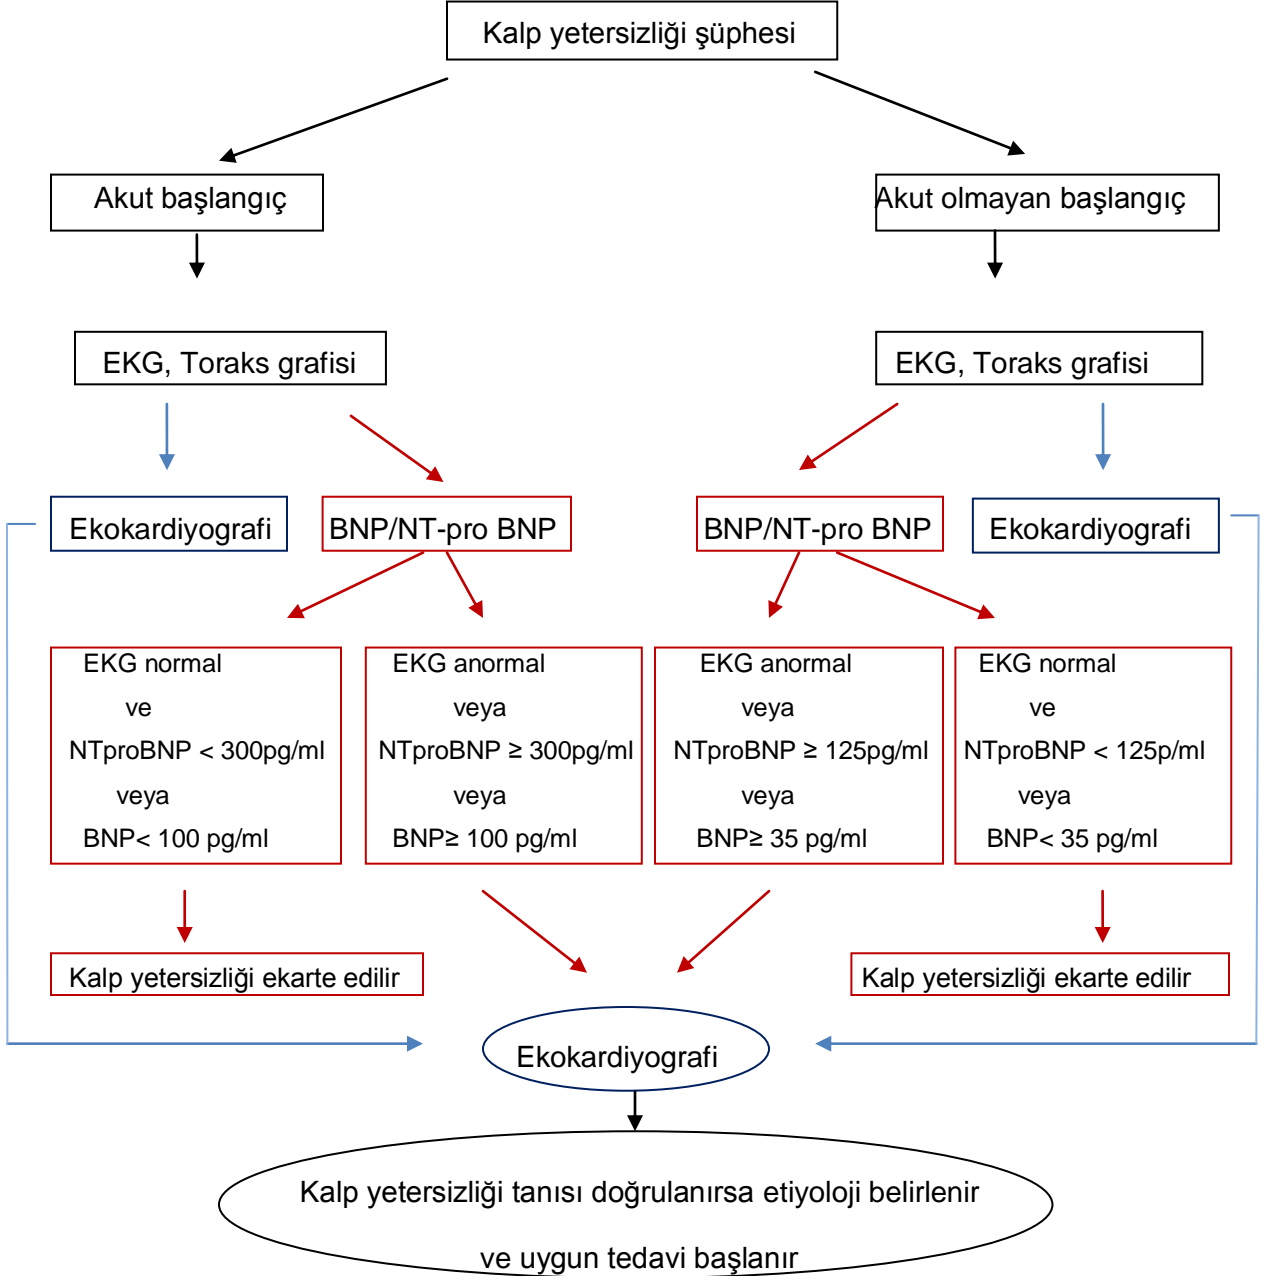 Kalp yetersizliği şüphesi
Akut başlangıç
Akut olmayan başlangıç
EKG, Toraks grafisi
EKG, Toraks grafisi
Ekokardiyografi
BNP/NT-pro BNP
BNP/NT-pro BNP
Ekokardiyografi
EKG normal
ve
NTproBNP < 300pg/ml
veya
BNP< 100 pg/ml
EKG anormal
veya
NTproBNP ≥ 300pg/ml
veya
BNP≥ 100 pg/ml
EKG anormal
veya
NTproBNP ≥ 125pg/ml
veya
BNP≥ 35 pg/ml
EKG normal
ve
NTproBNP < 125p/ml
veya
BNP< 35 pg/ml
Kalp yetersizliği ekarte edilir
Kalp yetersizliği ekarte edilir
Ekokardiyografi
Kalp yetersizliği tanısı doğrulanırsa etiyoloji belirlenir
ve uygun tedavi başlanır